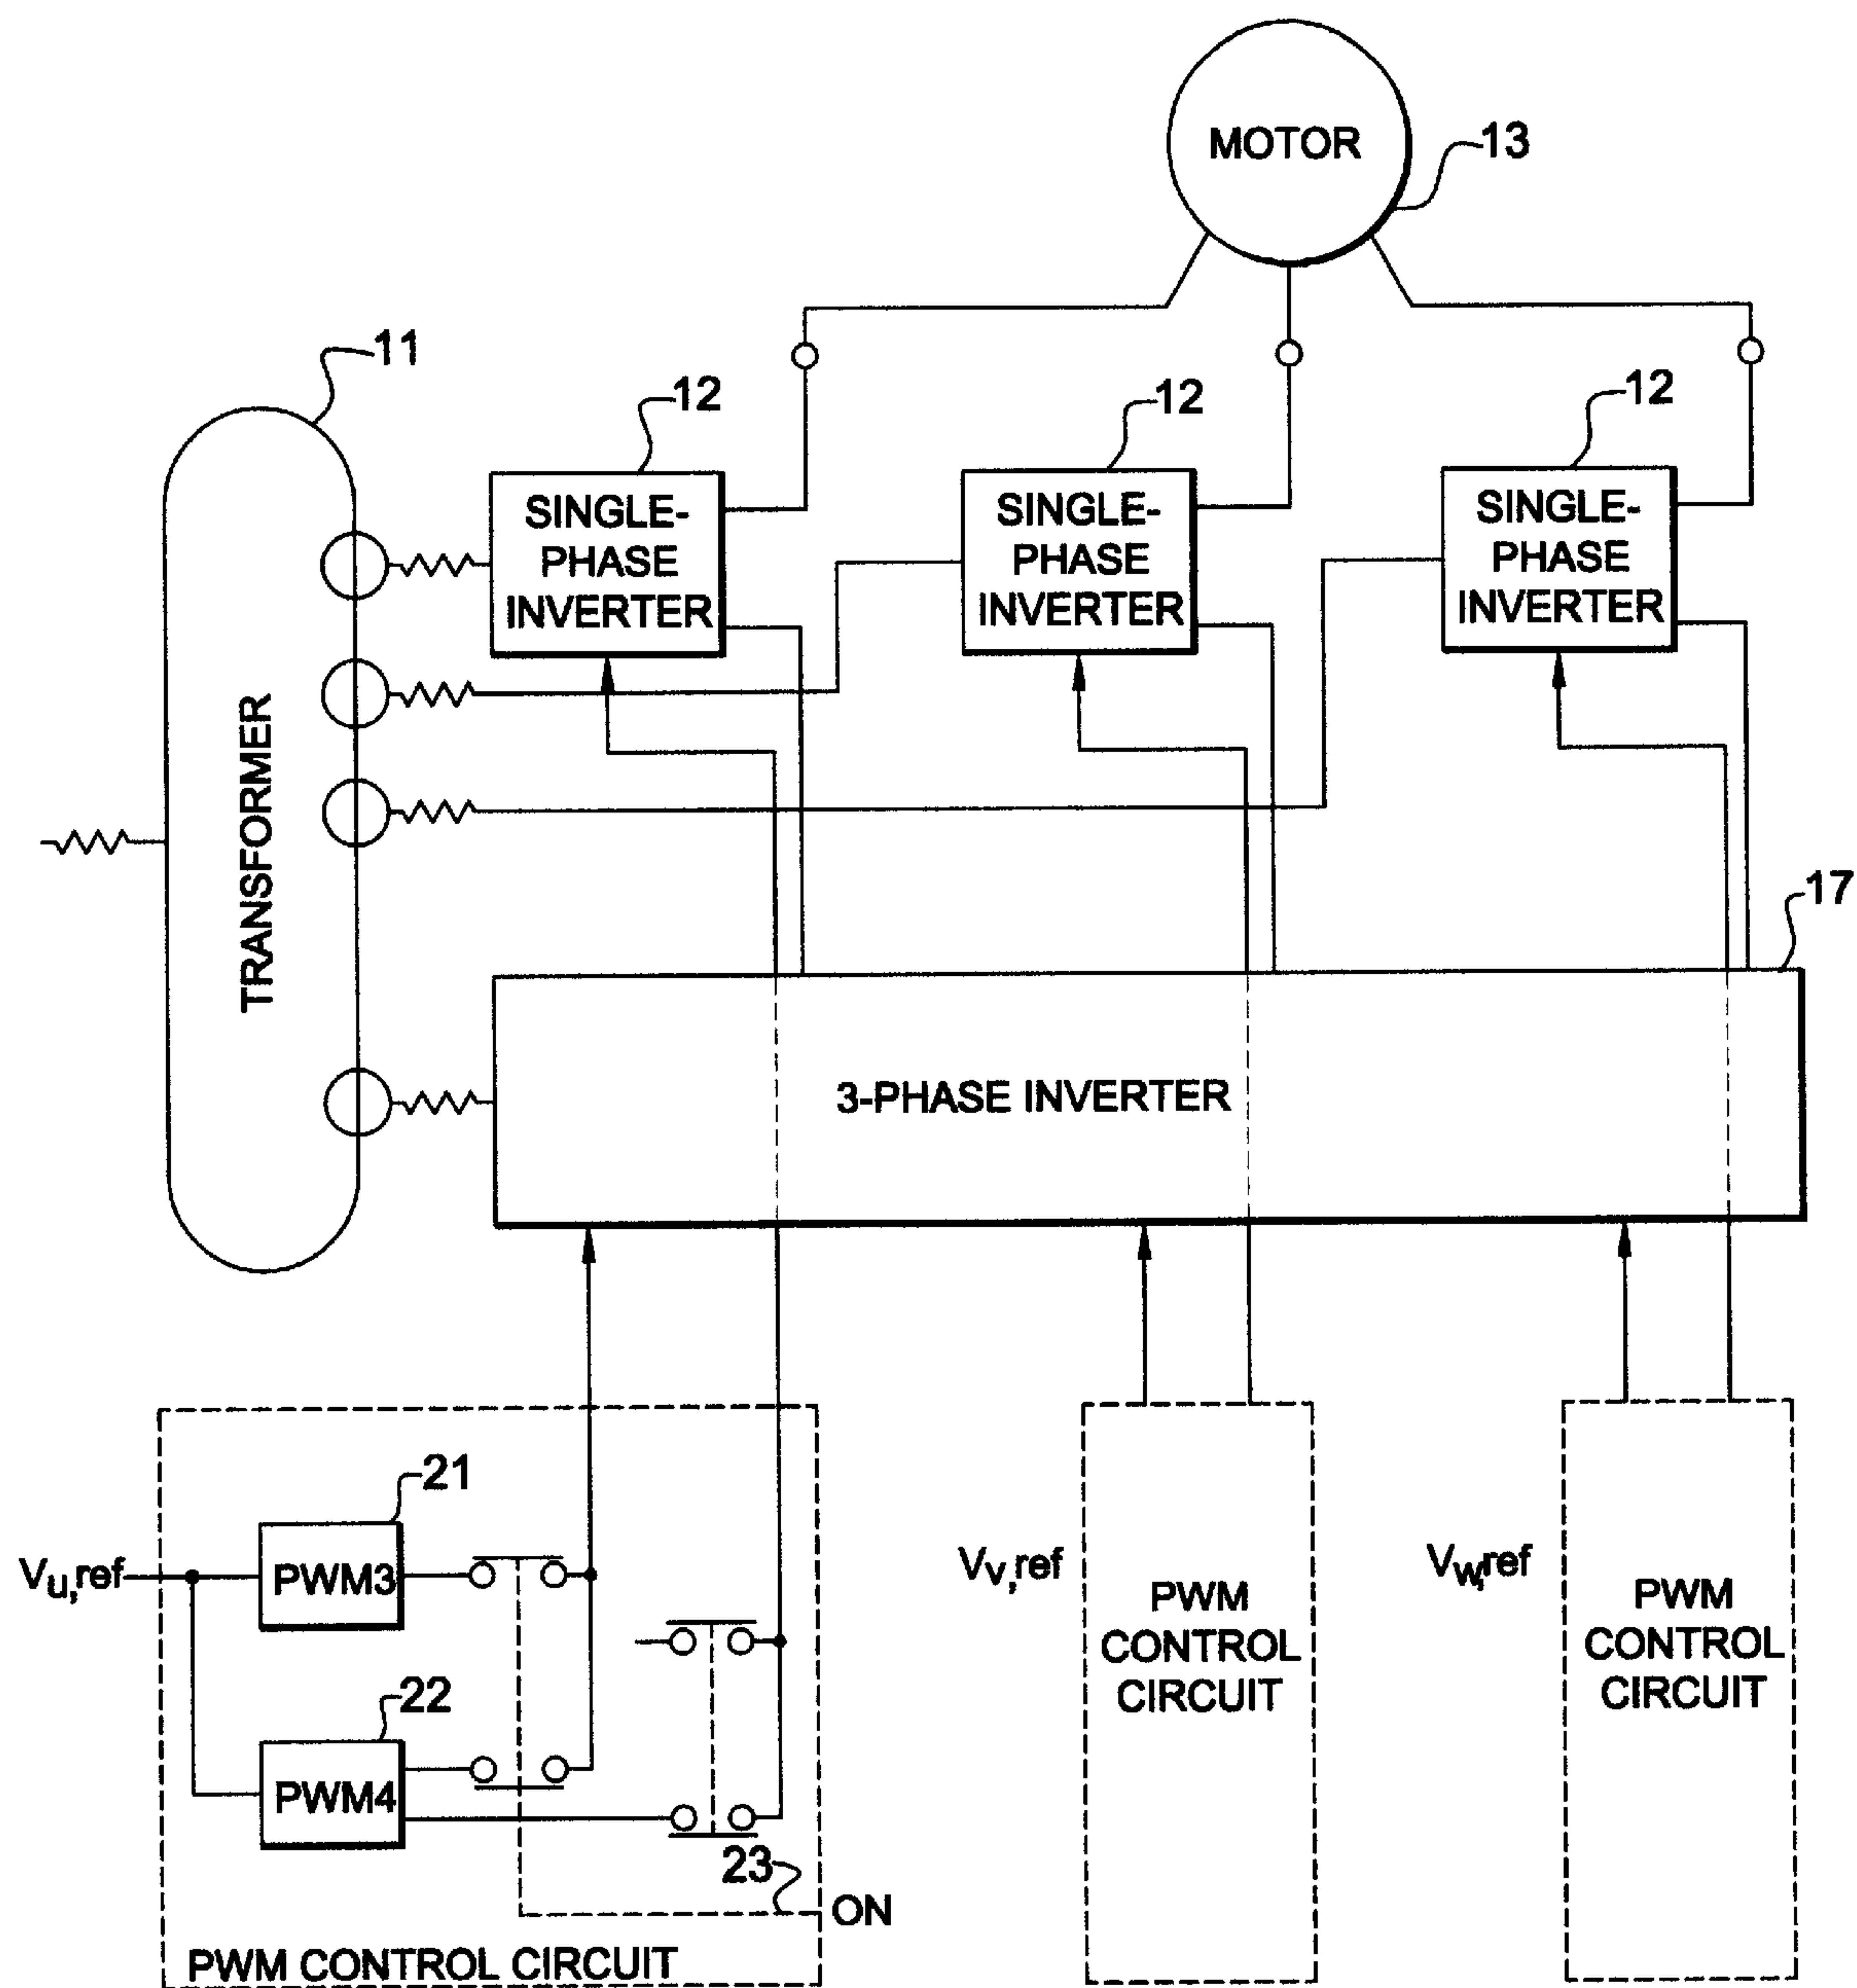 MOTOR
13
11
12
12
12
SINGLE-
PHASE
INVERTER
SINGLE-
PHASE
INVERTER
SINGLE-
PHASE
INVERTER
TRANSFORMER
17
3-PHASE INVERTER
21
Vu,ref
PWM3
22
PWM4
23
ON
PWM CONTROL CIRCUIT
Vv,ref
PWM
CONTROL
CIRCUIT
Vw,ref
PWM
CONTROL
CIRCUIT